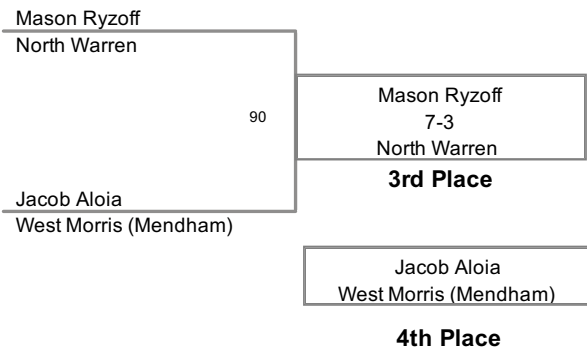 Mason Ryzoff
North Warren
90
Mason Ryzoff
7-3
North Warren
3rd Place
Jacob Aloia
West Morris (Mendham)
Jacob Aloia
West Morris (Mendham)
4th Place